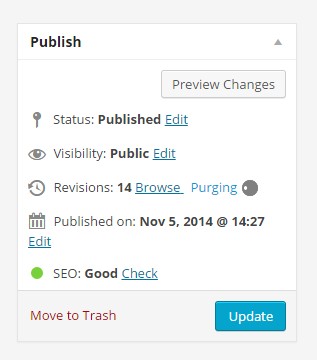 Publish
Preview Changes
Status: Published Edit
Visibility: Public Edit
Revisions: 14 Browse Purging
Published on: Nov 5, 2014 @ 14:27
Edit
SEO: Good Check
Move to Trash Update